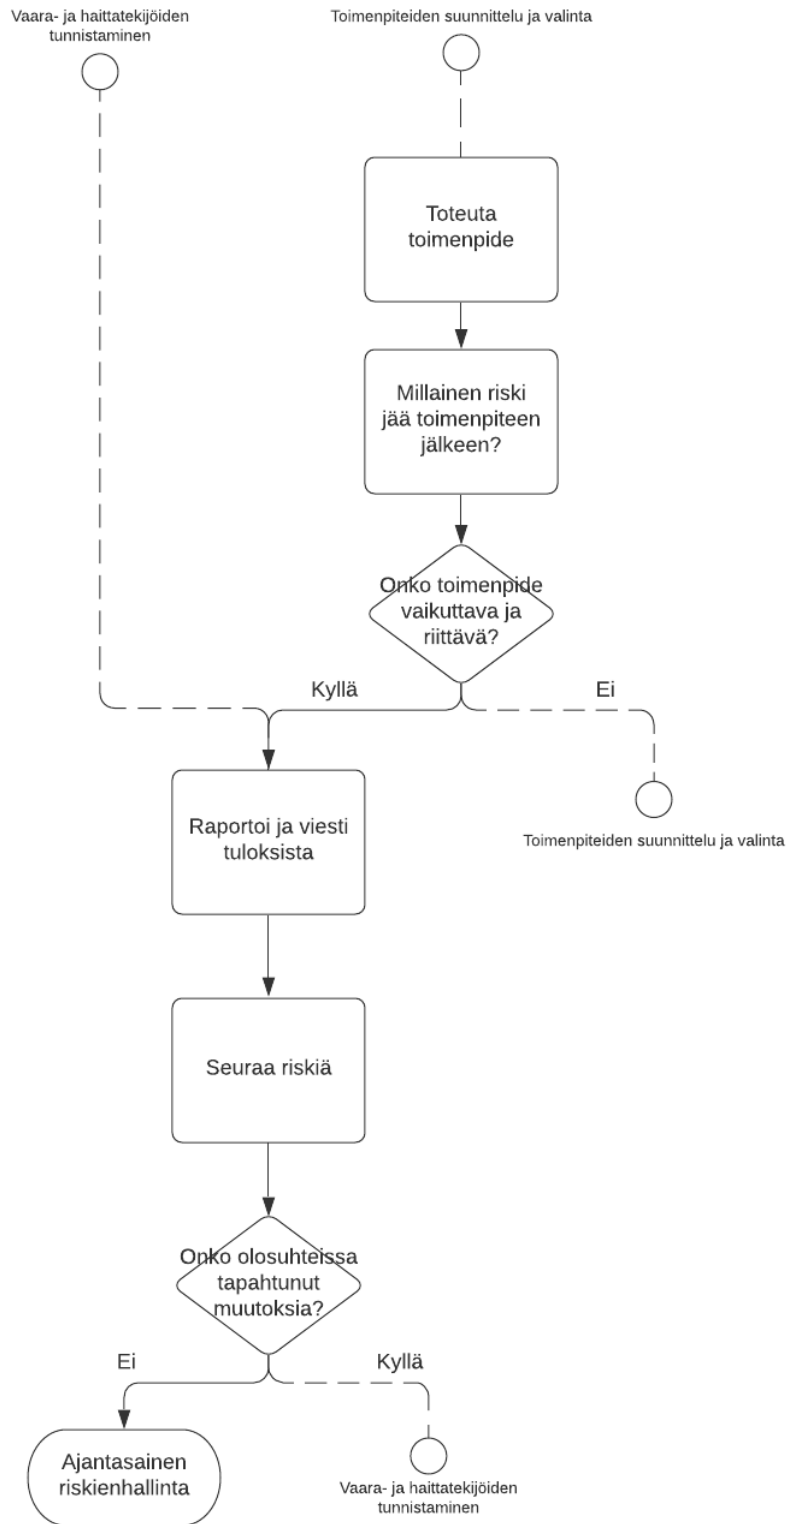 Vaara- ja haittatekijöiden
tunnistaminen
Toimenpiteiden suunnittelu ja valinta
Toteuta
toimenpide
Millainen riski
jää toimenpiteen
jälkeen?
Onko toimenpide
vaikuttava ja
riittävä?
Kyllä
Ei
Raportoi ja viesti
tuloksista
Toimenpiteiden suunnittelu ja valinta
Seuraa riskiä
Onko olosuhteissa
tapahtunut
muutoksia?
Ei
Kyllä
Ajantasainen
riskienhallinta
Vaara- ja haittatekijöiden
tunnistaminen